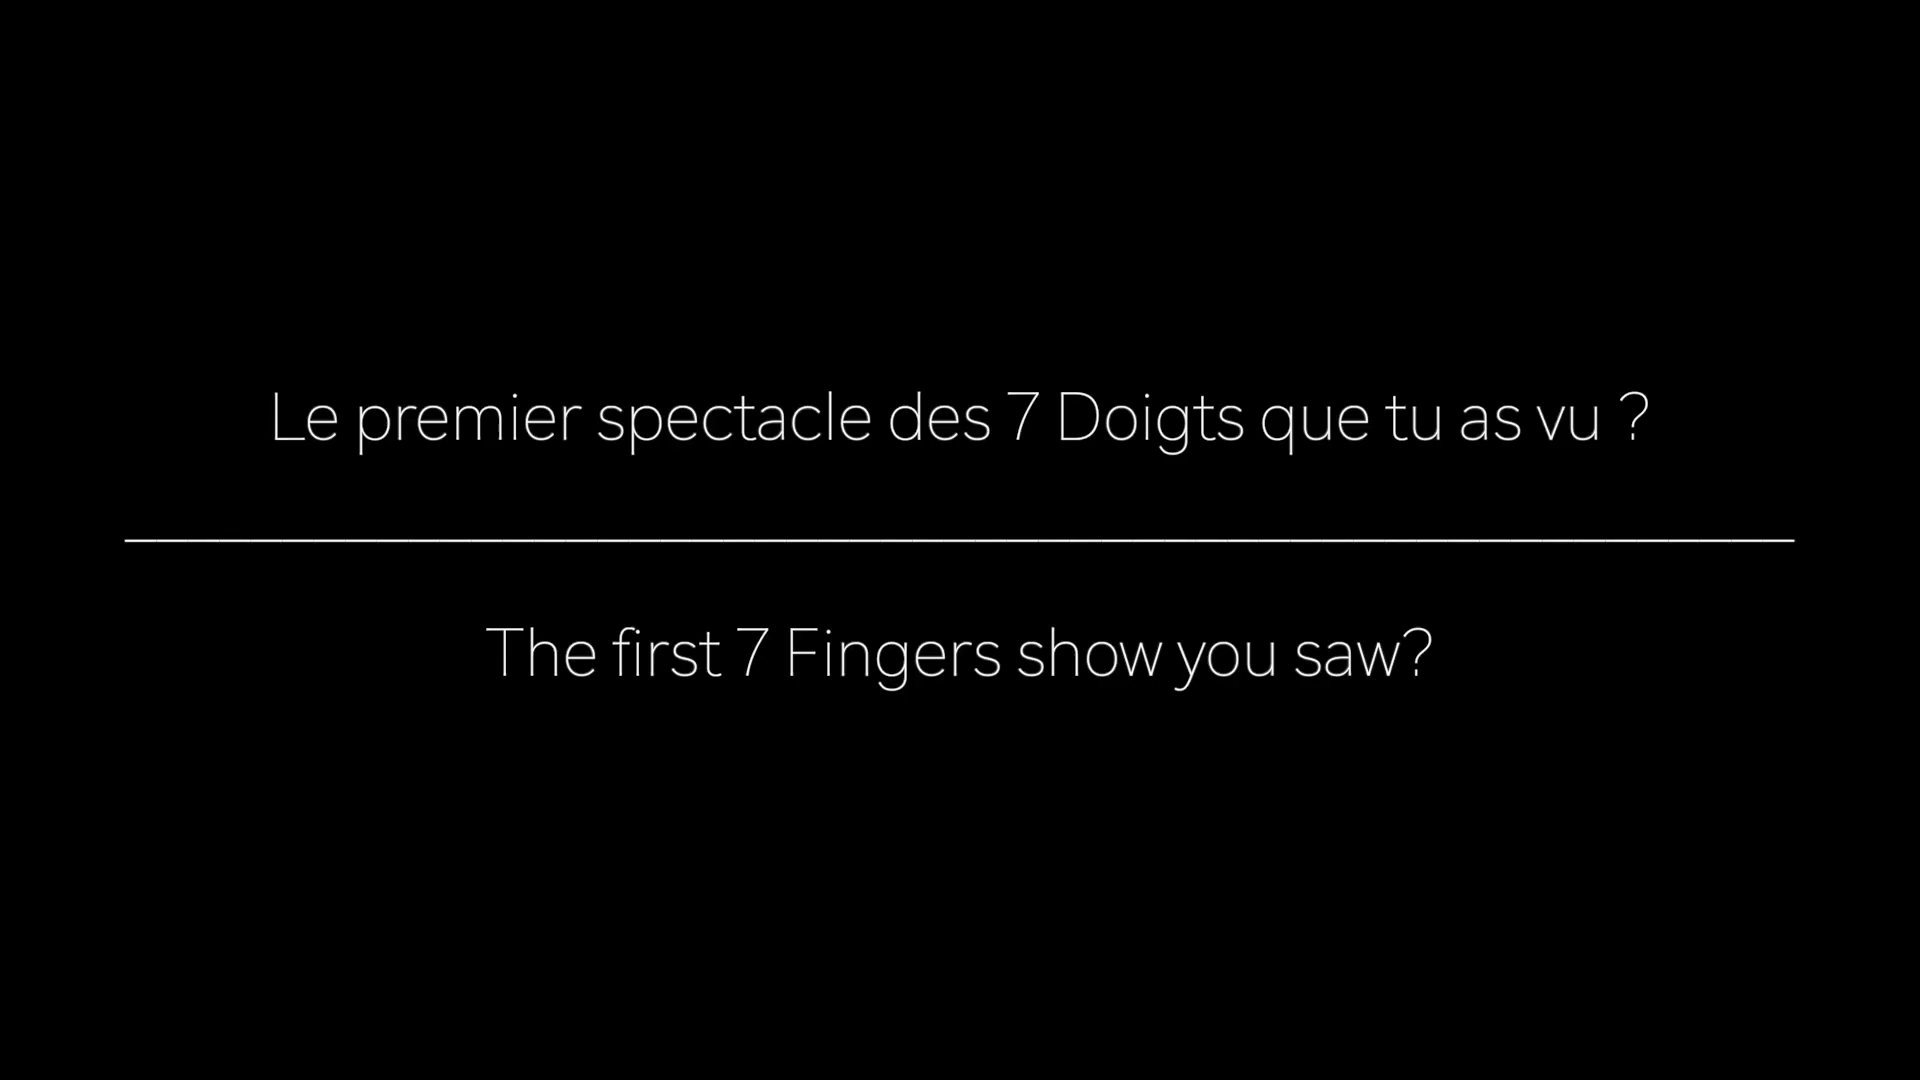 Le premier spectacle des 7 Doigts que tu as vu ?
The first 7 Fingers show you saw?